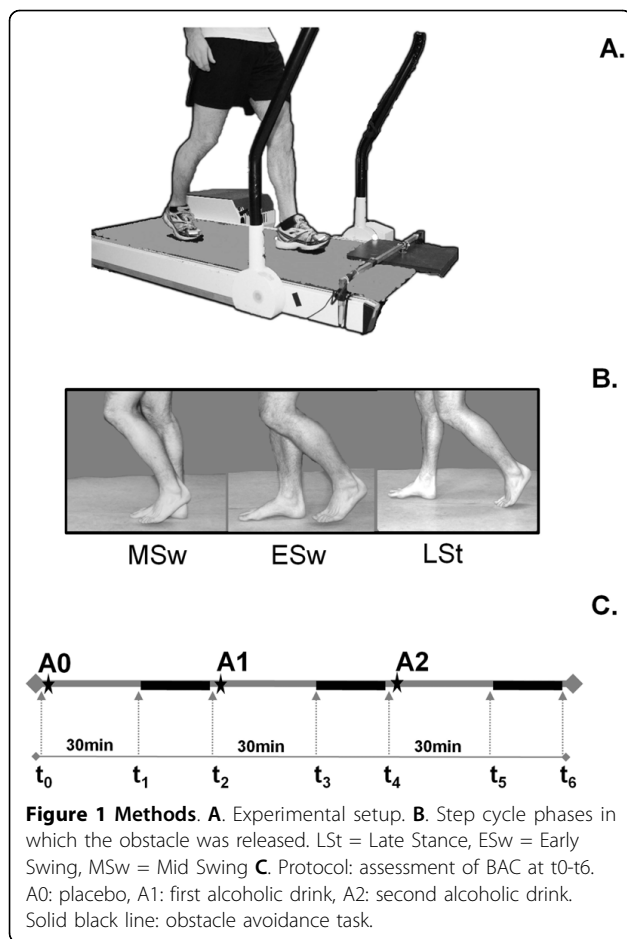 A.
B.
MSw ESw LSt
C.
A0 A1 A2
30min 30min 30min
t0 t1 t2 t3 t4 t5 t6
Figure 1 Methods. A. Experimental setup. B. Step cycle phases in
which the obstacle was released. LSt = Late Stance, ESw = Early
Swing, MSw = Mid Swing C. Protocol: assessment of BAC at t0-t6.
A0: placebo, A1: first alcoholic drink, A2: second alcoholic drink.
Solid black line: obstacle avoidance task.